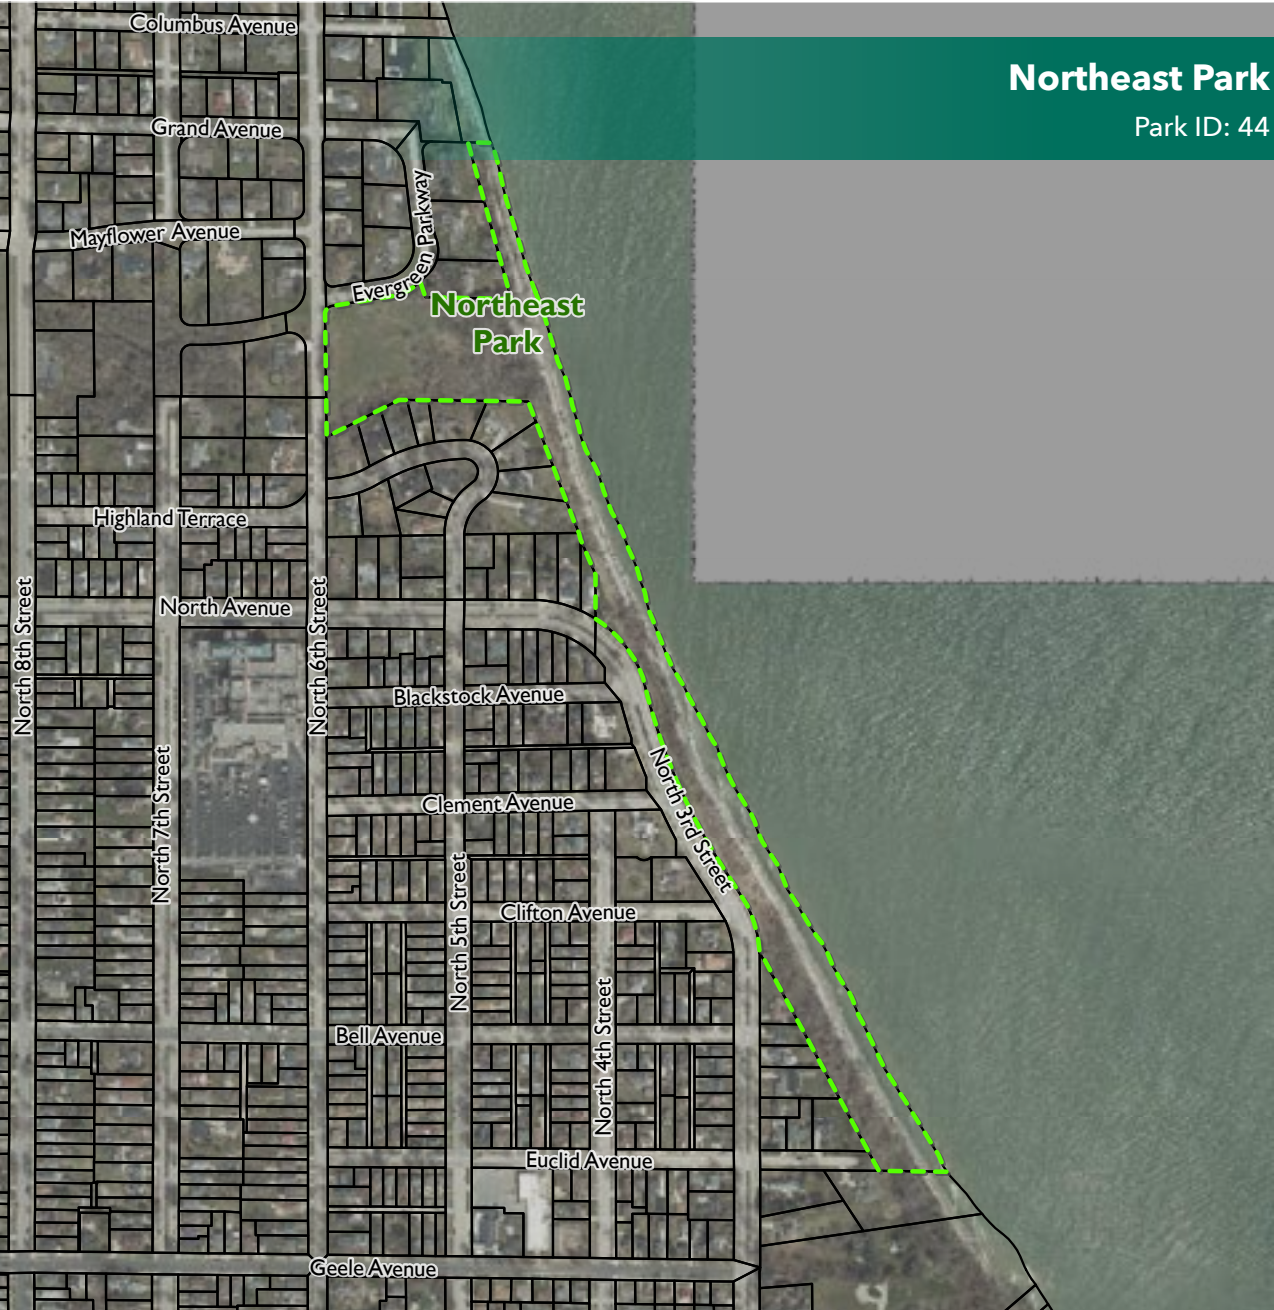 Columbus Avenue
Northeast Park
Park ID: 44
Grand Avenue
Evergreen Parkway
Mayflower Avenue
Northeast
Park
Highland Terrace
North 8th Street
North 6th Street
North Avenue
Blackstock Avenue
North 7th Street
North 3rd Street
Clement Avenue
North 5th Street
Clifton Avenue
North 4th Street
Bell Avenue
Euclid Avenue
Geele Avenue